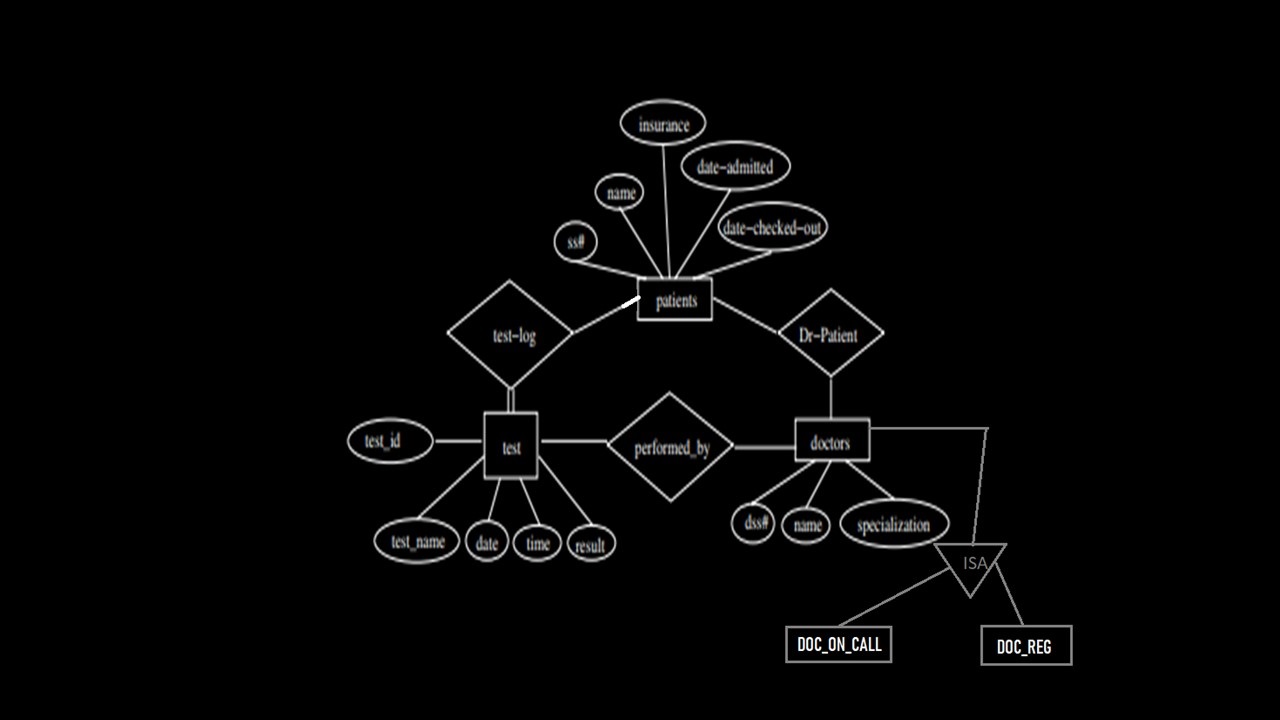 insurance
date-admitted
name
date-checked-out
ss#
patients
test-log
Dr-Patient
test_id
test
performed_by
doctors
test_name
date
time
result
dss#
name
specialization
ISA
DOC_ON_CALL
DOC_REG